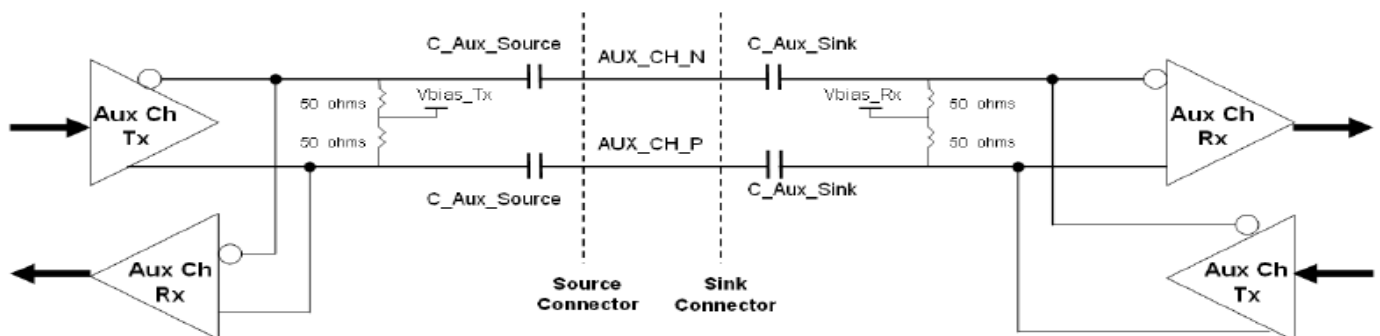 C_Aux_Source
AUX_CH_N
C_Aux_Sink
Aux Ch
Tx
50 ohms
Vbias_Tx
50 ohms
Vbias_Rx
50 ohms
50 ohms
Aux Ch
Rx
AUX_CH_P
C_Aux_Source
C_Aux_Sink
Aux Ch
Rx
Source
Connector
Sink
Connector
Aux Ch
Tx